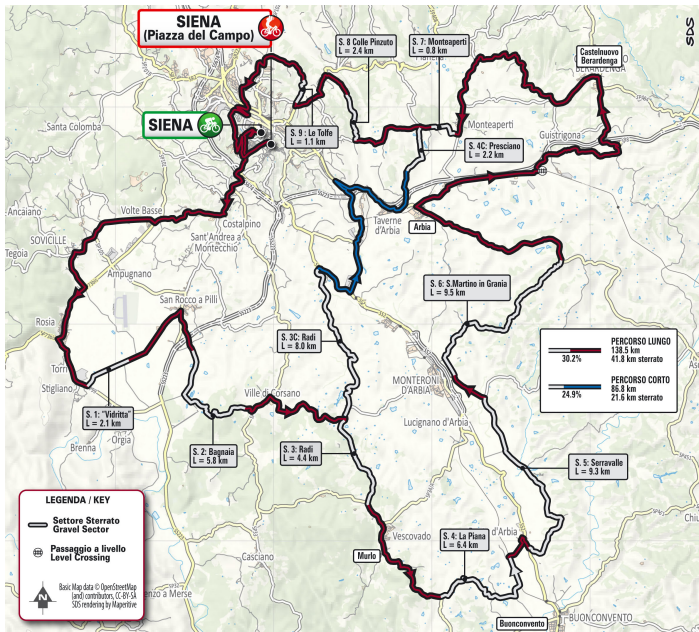 SIENA
(Piazza del Campo)
S. 8 Colle Pinzuto
L = 2.4 km
S. 7: Monteaperti
L = 0.8 km
SDS
Castelnuovo
Berardenga
BERARDENGA
SIENA
Santa Colomba
S. 9 : Le Tolfe
L = 1.1 km
Monteaperti
Guistrigona
S. 4C: Presciano
L = 2.2 km
Ancaiano
Volte Basse
Costalpino
Taverne
d'Arbia
Arbia
SOVICILLE
Tegoia
Sant'Andrea a
Montecchio
Ampugnano
S. 6: S.Martino in Grania
L = 9.5 km
San Rocco a Pilli
Rosia
S. 3C: Radi
L = 8.0 km
PERCORSO LUNGO
138.5 km
41.8 km sterrato
30.2%
PERCORSO CORTO
86.8 km
21.6 km sterrato
24.9%
Torri
Stigliano
MONTERONI
D'ARBIA
Ville di Corsano
S. 1: "Vidritta"
L = 2.1 km
Orgia
Brenna
Lucignano d'Arbia
S. 2: Bagnaia
L = 5.8 km
S. 3: Radi
L = 4.4 km
S. 5: Serravalle
L = 9.3 km
LEGENDA / KEY
Settore Sterrato
Gravel Sector
Passaggio a livello
Level Crossing
N
Basic Map data © OpenStreetMap
(and) contributors, CC-BY-SA
SDS rendering by Maperitive
Vescovado
S. 4: La Piana
L = 6.4 km
d'Arbia
Murlo
Casciano
Buonconvento
BUONCONVENTO